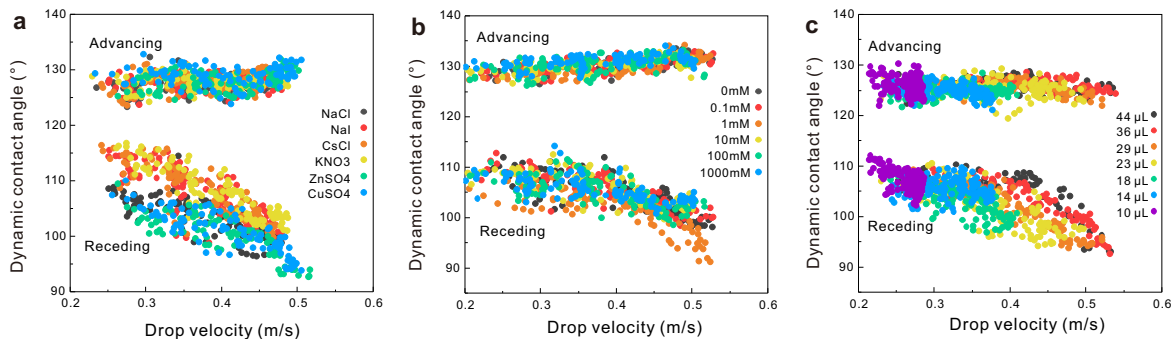 a
Dynamic contact angle (°)
140
130
120
110
100
90
Advancing
Receding
NaCl
NaI
CsCl
KNO3
ZnSO4
CuSO4
0.2 0.3 0.4 0.5 0.6
Drop velocity (m/s)
b
Dynamic contact angle (°)
140
130
120
110
100
90
Advancing
Receding
0mM
0.1mM
1mM
10mM
100mM
1000mM
0.2 0.3 0.4 0.5 0.6
Drop velocity (m/s)
c
Dynamic contact angle (°)
140
130
120
110
100
90
Advancing
Receding
44 µL
36 µL
29 µL
23 µL
18 µL
14 µL
10 µL
0.2 0.3 0.4 0.5 0.6
Drop velocity (m/s)